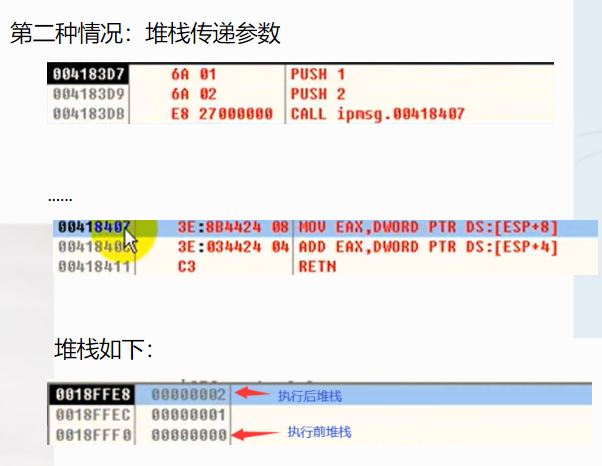 第二种情况：堆栈传递参数
004183D7 6A 01 PUSH 1
004183D9 6A 02 PUSH 2
004183DB E8 27000000 CALL ipmsg.00418407
......
00418407 3E:8B4424 08 MOV EAX,DWORD PTR DS:[ESP+8]
0041840 3E:034424 04 ADD EAX,DWORD PTR DS:[ESP+4]
00418411 C3 RETN
堆栈如下：
0018FFE8 00000002 执行后堆栈
0018FFEC 00000001
0018FFF0 00000000 执行前堆栈